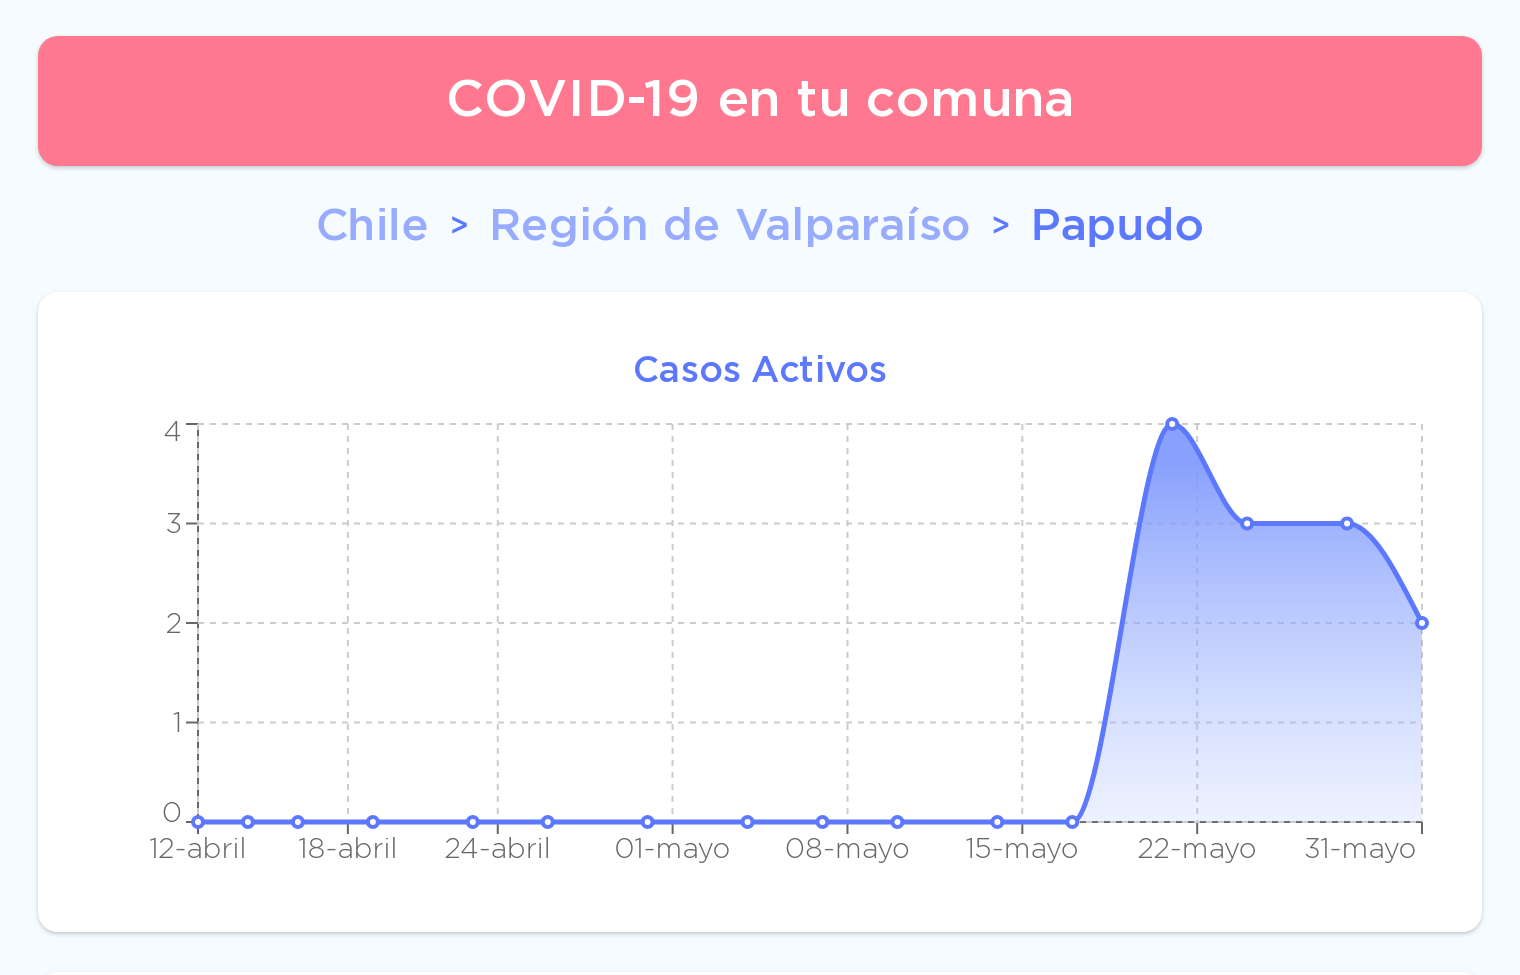 COVID-19 en tu comuna
Chile > Región de Valparaíso > Papudo
Casos Activos
4
3
2
1
0
12-abril 18-abril 24-abril 01-mayo 08-mayo 15-mayo 22-mayo 31-mayo